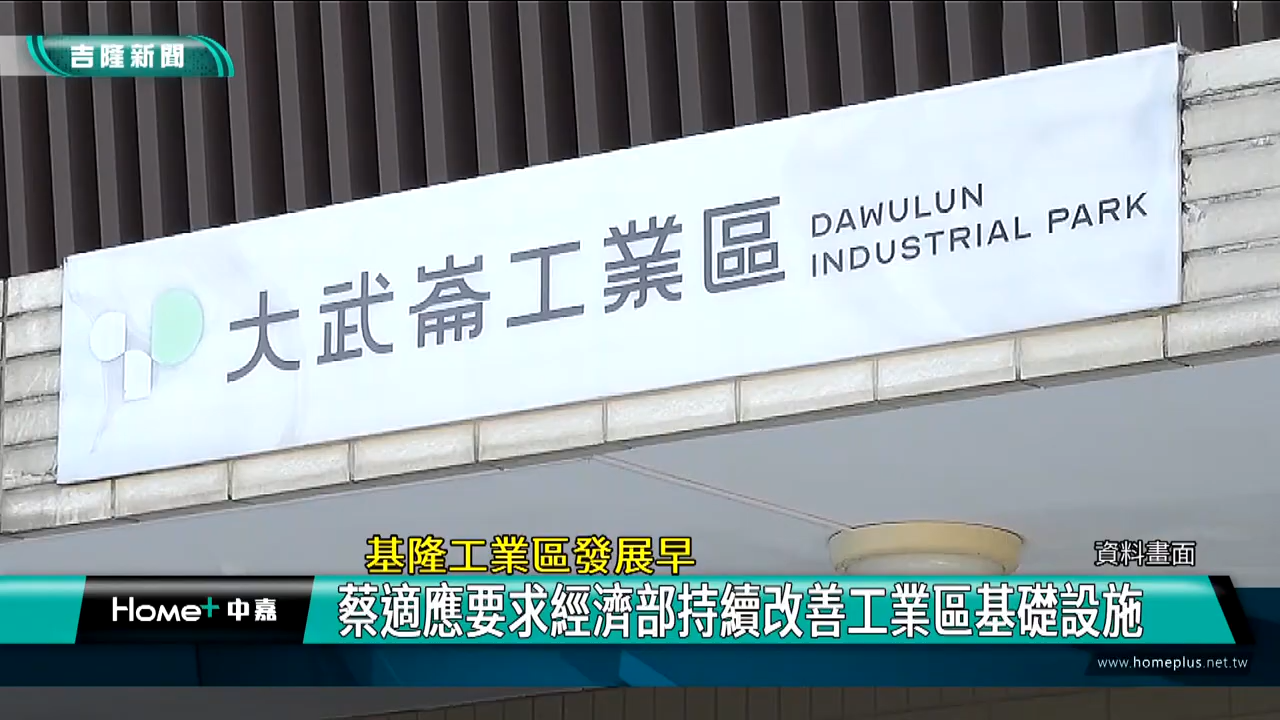 吉隆新聞
大武崙工業區
DAWULUN
INDUSTRIAL PARK
基隆工業區發展早
資料畫面
Home+中嘉
蔡適應要求經濟部持續改善工業區基礎設施
www.homeplus.net.tw